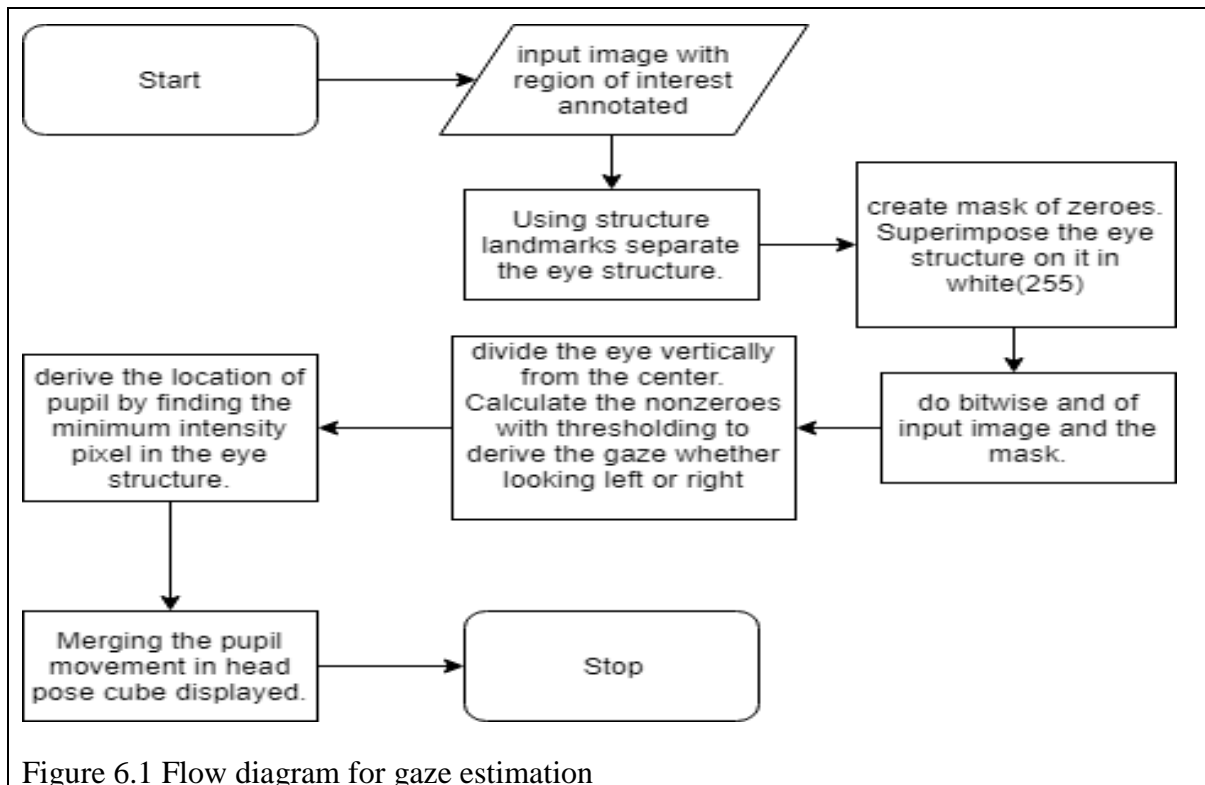 Start
input image with
region of interest
annotated
Using structure
landmarks separate
the eye structure.
create mask of zeroes.
Superimpose the eye
structure on it in
white(255)
do bitwise and of
input image and the
mask.
divide the eye vertically
from the center.
Calculate the nonzeroes
with thresholding to
derive the gaze whether
looking left or right
derive the location of
pupil by finding the
minimum intensity
pixel in the eye
structure.
Merging the pupil
movement in head
pose cube displayed.
Stop
Figure 6.1 Flow diagram for gaze estimation